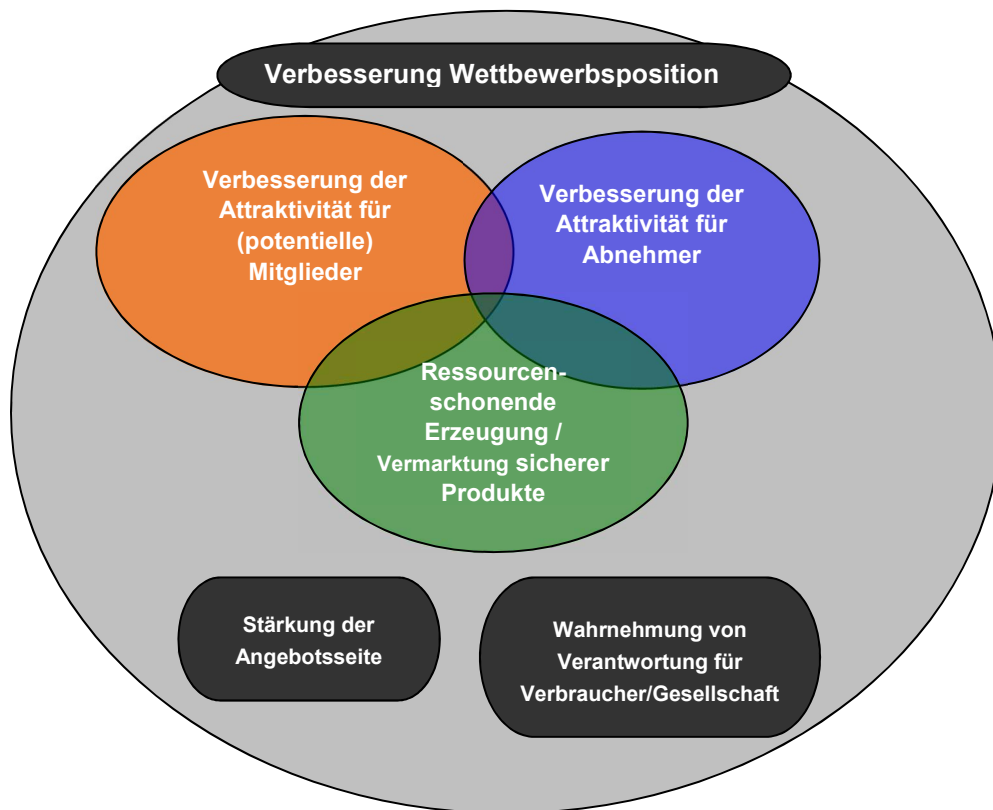 Verbesserung Wettbewerbsposition
Verbesserung der
Attraktivität für
(potentielle)
Mitglieder
Verbesserung der
Attraktivität für
Abnehmer
Ressourcen-
schonende
Erzeugung /
Vermarktung sicherer
Produkte
Stärkung der
Angebotsseite
Wahrnehmung von
Verantwortung für
Verbraucher/Gesellschaft